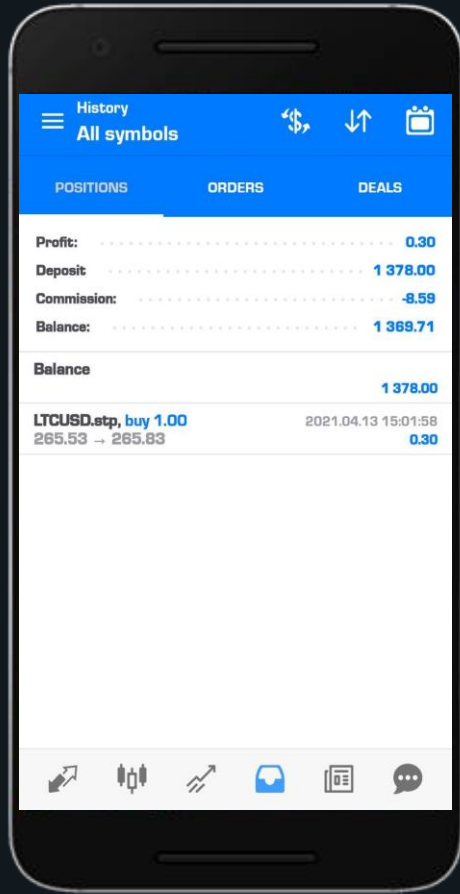 History
All symbols
POSITIONS ORDERS DEALS
Profit: 0.30
Deposit 1 378.00
Commission: -8.59
Balance: 1 369.71
Balance
1 378.00
LTCUSD.stp, buy 1.00 2021.04.13 15:01:58
265.53 → 265.83 0.30